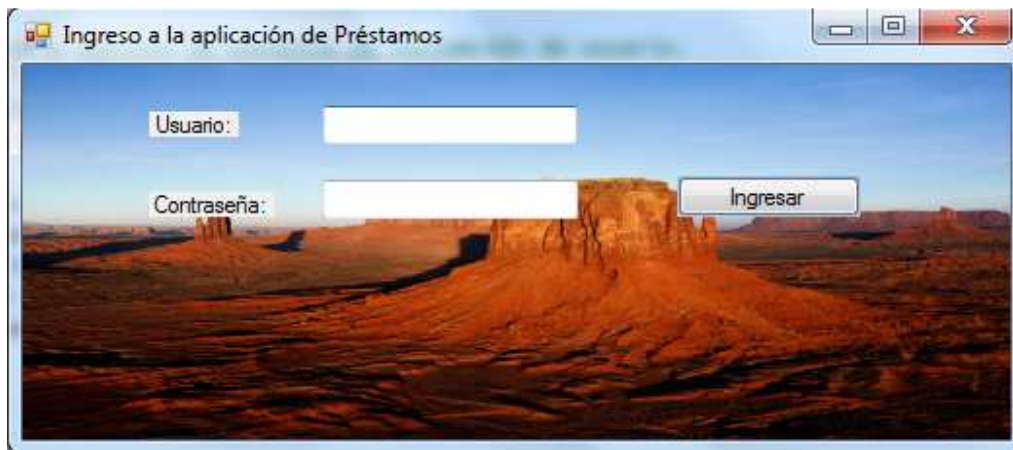 Ingreso a la aplicación de Préstamos
Usuario:
Contraseña:
Ingresar